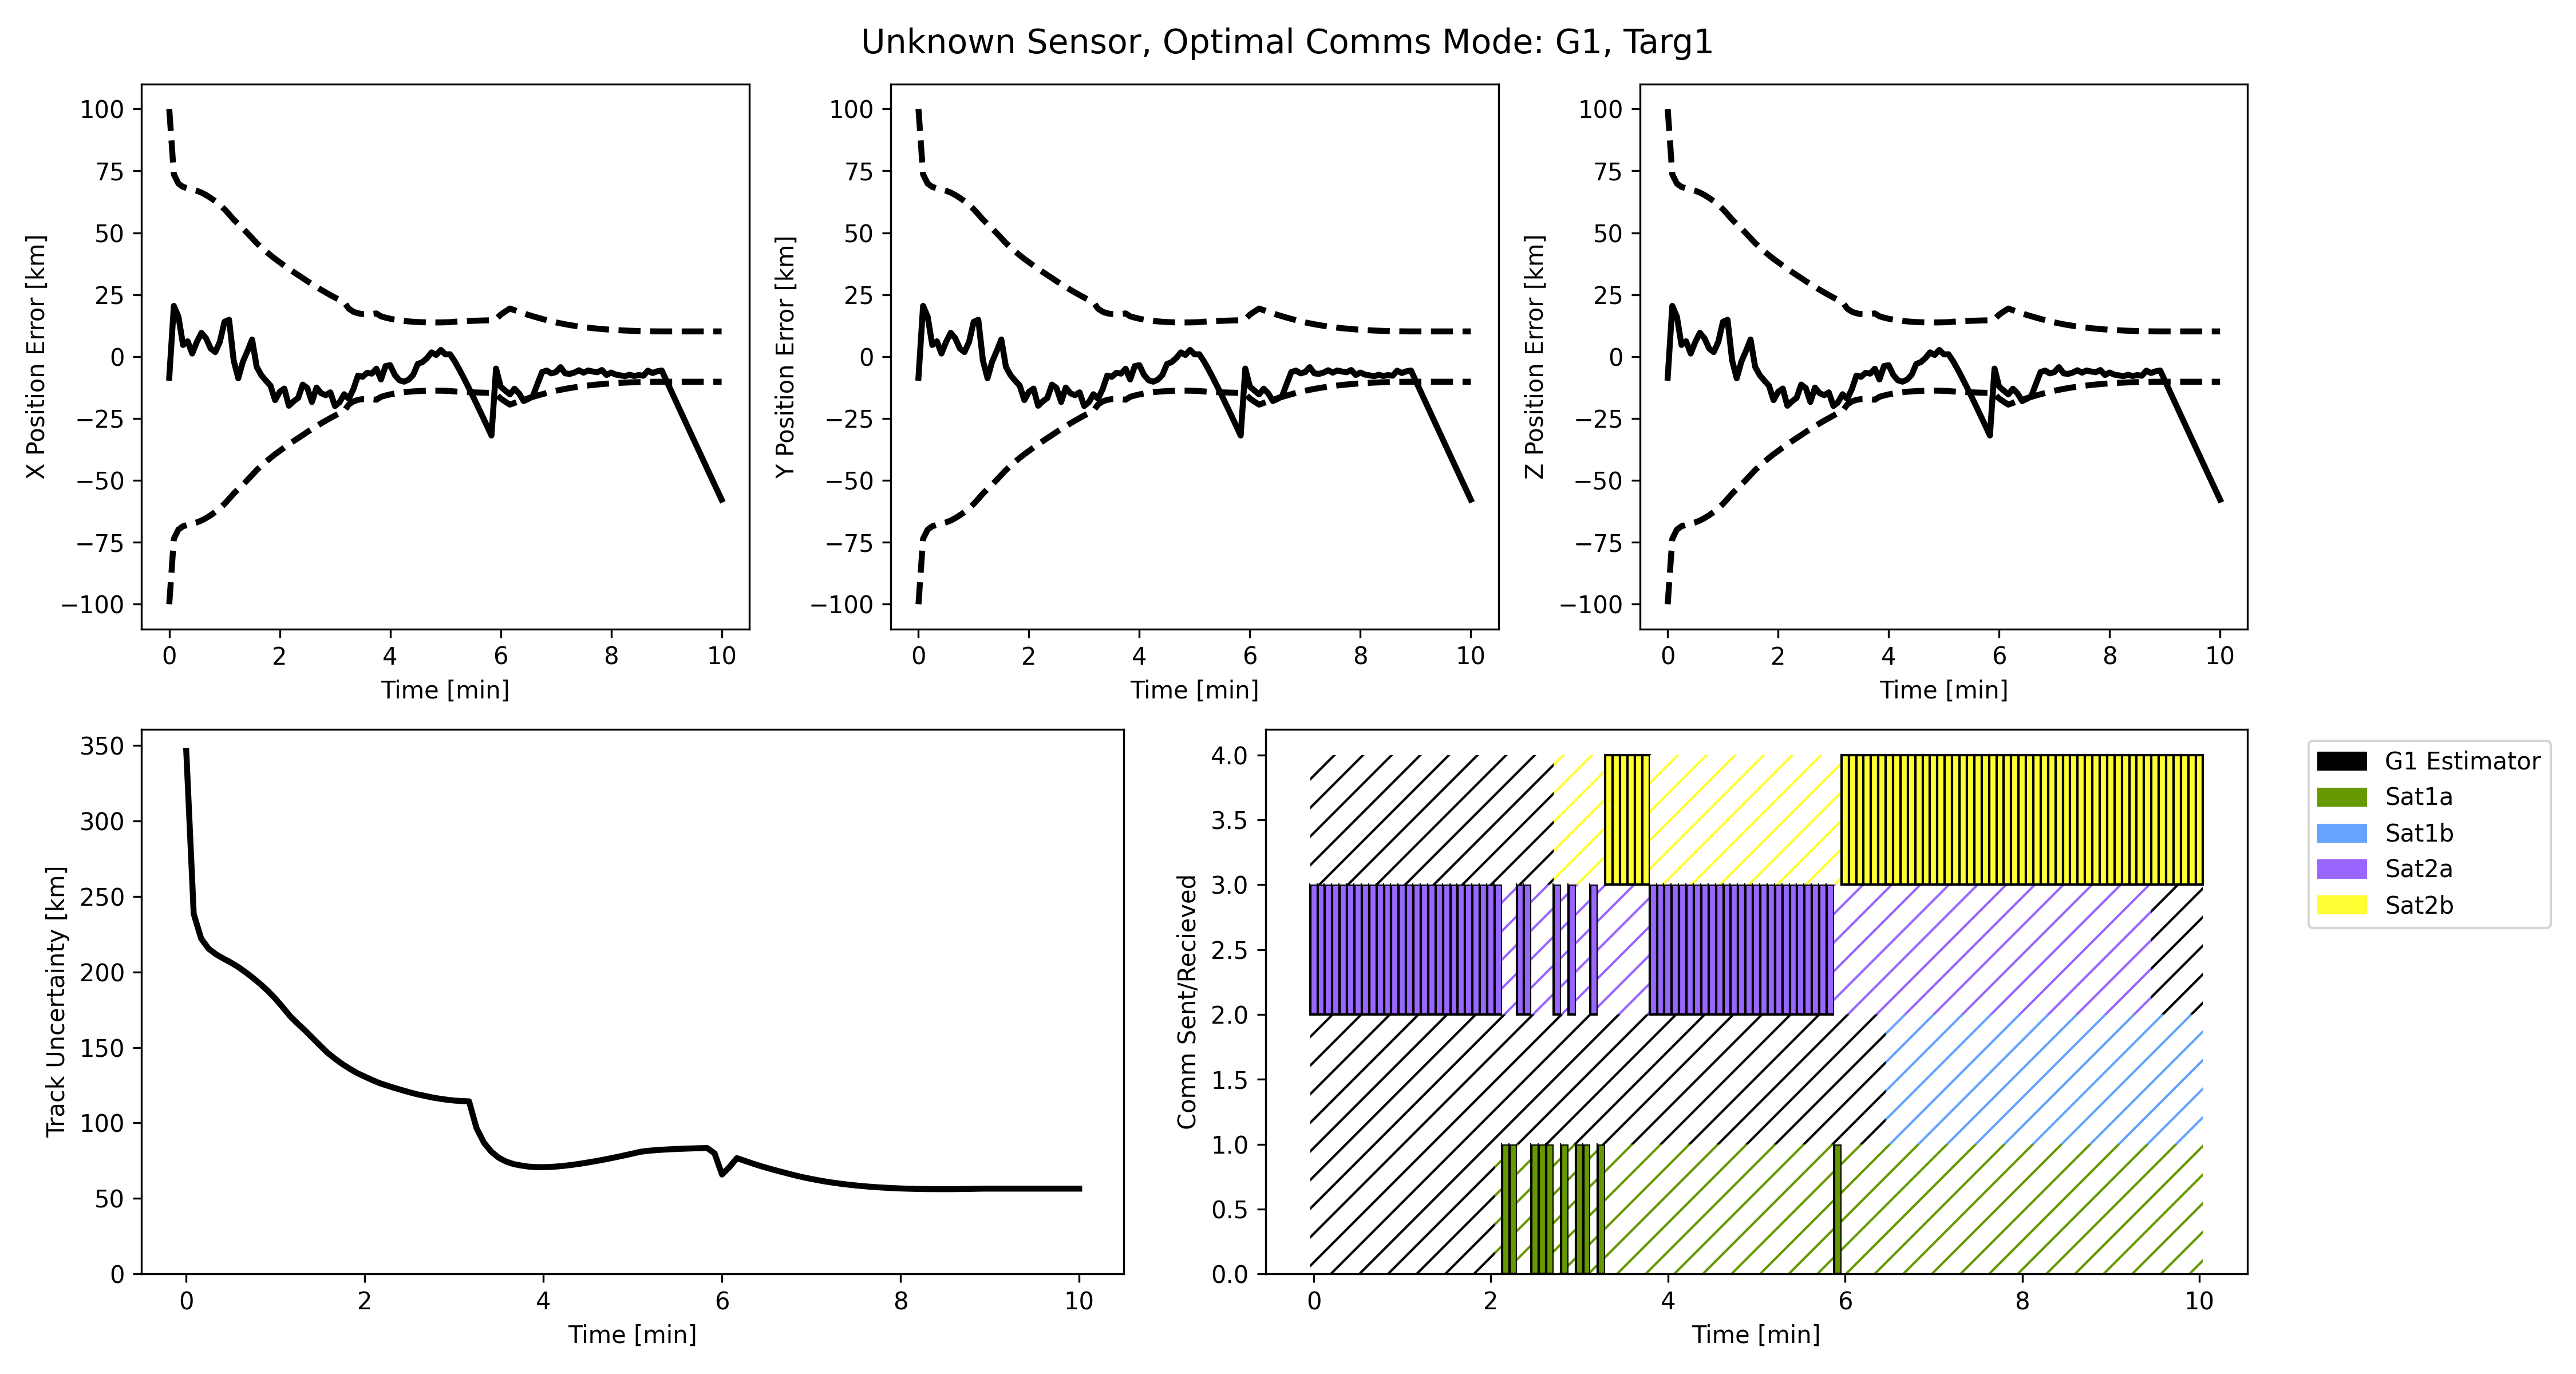 Unknown Sensor, Optimal Comms Mode: G1, Targ1
100
75
50
25
0
−25
−50
−75
−100
X Position Error [km]
0 2 4 6 8 10
Time [min]
100
75
50
25
0
−25
−50
−75
−100
Y Position Error [km]
0 2 4 6 8 10
Time [min]
100
75
50
25
0
−25
−50
−75
−100
Z Position Error [km]
0 2 4 6 8 10
Time [min]
350
300
250
200
150
100
50
0
Track Uncertainty [km]
0 2 4 6 8 10
Time [min]
4.0
3.5
3.0
2.5
2.0
1.5
1.0
0.5
0.0
Comm Sent/Recieved
0 2 4 6 8 10
Time [min]
G1 Estimator
Sat1a
Sat1b
Sat2a
Sat2b